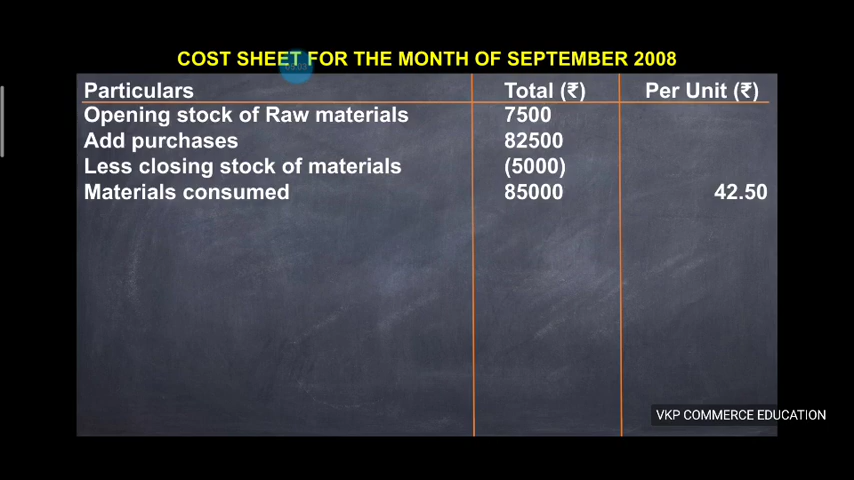 COST SHEET FOR THE MONTH OF SEPTEMBER 2008
Particulars Total (₹) Per Unit (₹)
Opening stock of Raw materials 7500
Add purchases 82500
Less closing stock of materials (5000)
Materials consumed 85000 42.50
VKP COMMERCE EDUCATION